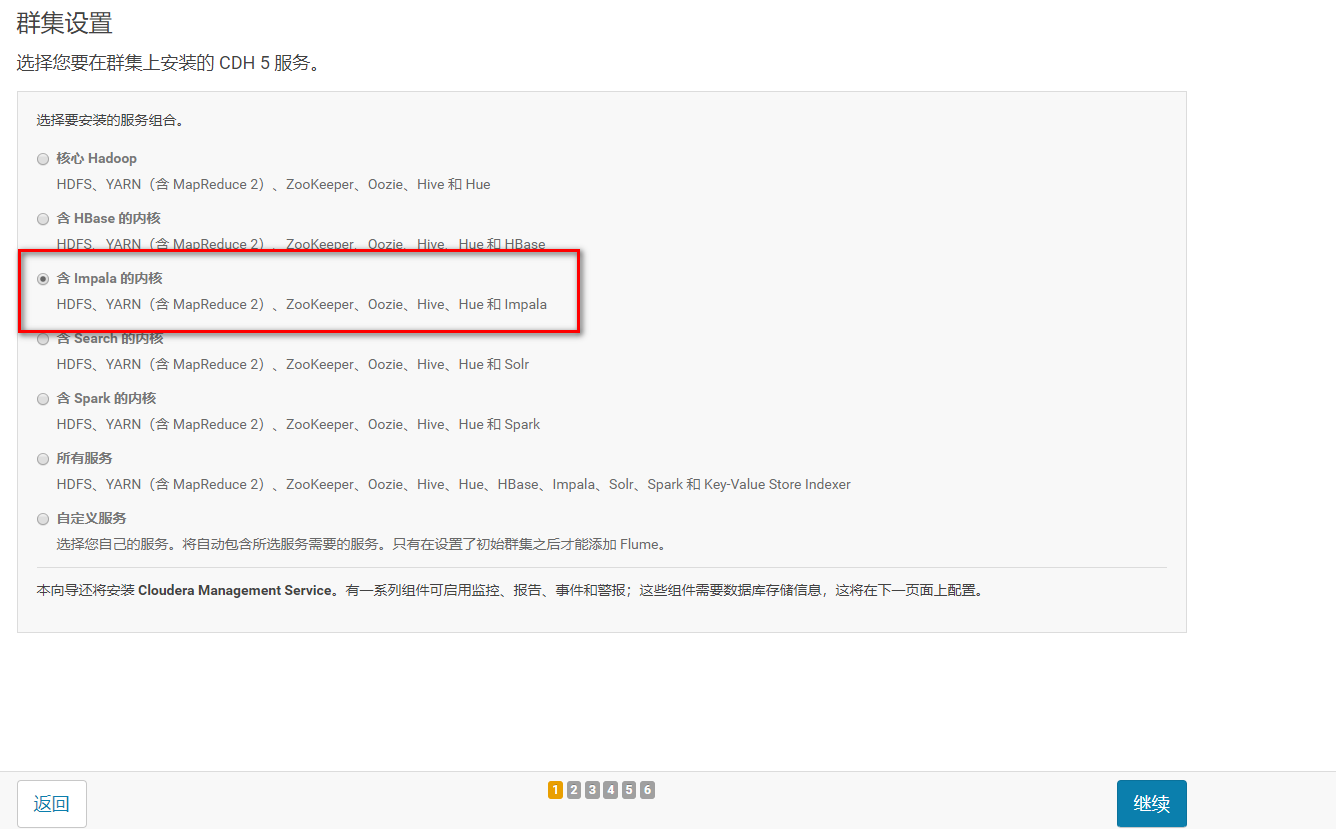 群集设置
选择您要在群集上安装的 CDH 5 服务。
选择要安装的服务组合。
核心 Hadoop
HDFS、YARN（含 MapReduce 2）、ZooKeeper、Oozie、Hive 和 Hue
含 HBase 的内核
HDFS、YARN（含 MapReduce 2）、ZooKeeper、Oozie、Hive、Hue 和 HBase
含 Impala 的内核
HDFS、YARN（含 MapReduce 2）、ZooKeeper、Oozie、Hive、Hue 和 Impala
含 Search 的内核
HDFS、YARN（含 MapReduce 2）、ZooKeeper、Oozie、Hive、Hue 和 Solr
含 Spark 的内核
HDFS、YARN（含 MapReduce 2）、ZooKeeper、Oozie、Hive、Hue 和 Spark
所有服务
HDFS、YARN（含 MapReduce 2）、ZooKeeper、Oozie、Hive、Hue、HBase、Impala、Solr、Spark 和 Key-Value Store Indexer
自定义服务
选择您自己的服务。将自动包含所选服务需要的服务。只有在设置了初始群集之后才能添加 Flume。
本向导还将安装 Cloudera Management Service。有一系列组件可启用监控、报告、事件和警报；这些组件需要数据库存储信息，这将在下一页面上配置。
返回
1 2 3 4 5 6
继续